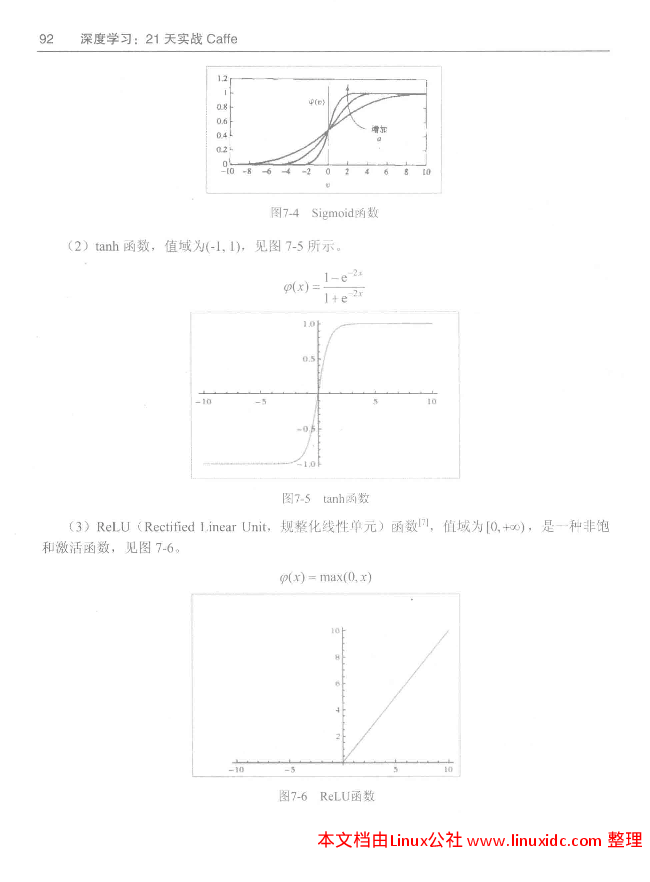 92 深度学习：21 天实战 Caffe
1.2
1
0.8
0.6
0.4
0.2
0
φ(v)
增加
a
-10 -8 -6 -4 -2 0 2 4 6 8 10
v
图7-4 Sigmoid函数
（2）tanh 函数，值域为(-1, 1)，见图 7-5 所示。
φ(x) = (1 − e^{-2x}) / (1 + e^{-2x})
1.0
0.5
-10 -5 5 10
-0.5
-1.0
图7-5 tanh函数
（3）ReLU（Rectified Linear Unit，规整化线性单元）函数[7]，值域为[0,+∞)，是一种非饱
和激活函数，见图 7-6。
φ(x) = max(0, x)
10
8
6
4
2
-10 -5 5 10
图7-6 ReLU函数
本文档由Linux公社 www.linuxidc.com 整理